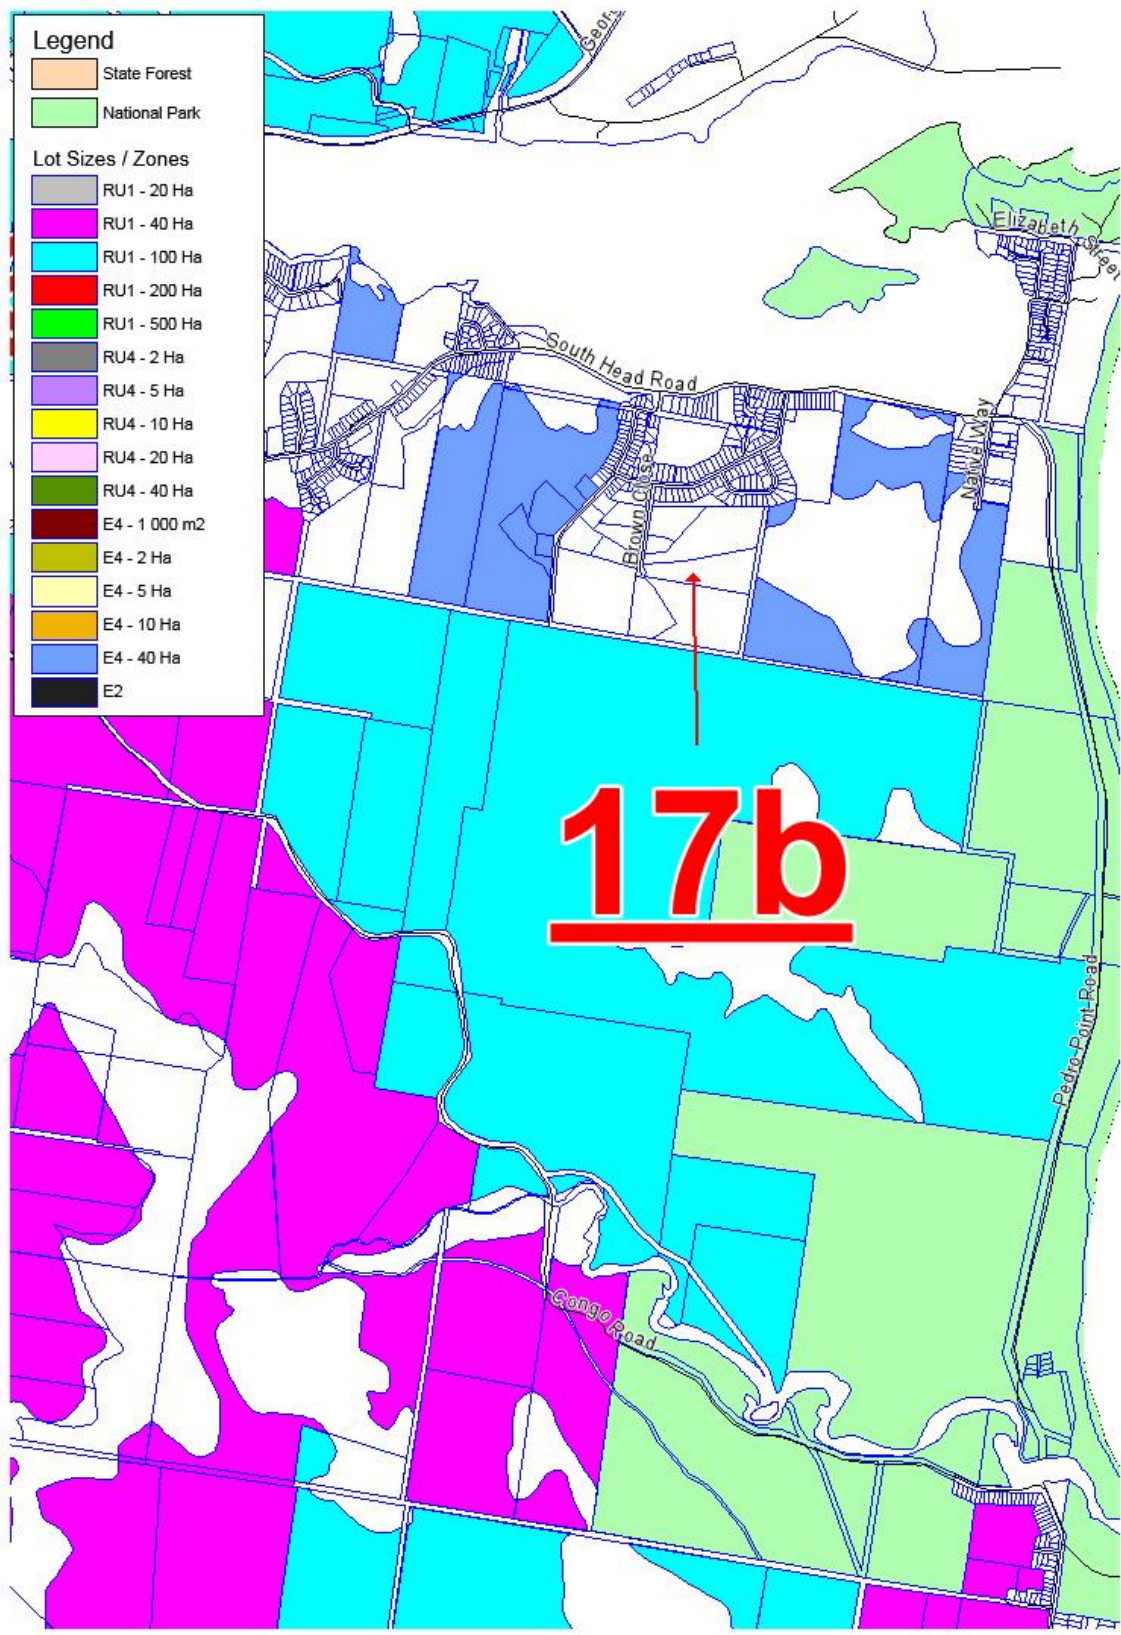 Legend
State Forest
National Park
Lot Sizes / Zones
RU1 - 20 Ha
RU1 - 40 Ha
RU1 - 100 Ha
RU1 - 200 Ha
RU1 - 500 Ha
RU4 - 2 Ha
RU4 - 5 Ha
RU4 - 10 Ha
RU4 - 20 Ha
RU4 - 40 Ha
E4 - 1 000 m2
E4 - 2 Ha
E4 - 5 Ha
E4 - 10 Ha
E4 - 40 Ha
E2
Elizabeth Street
South Head Road
Native Way
Brown Close
17b
Pedro Point Road
Congo Road